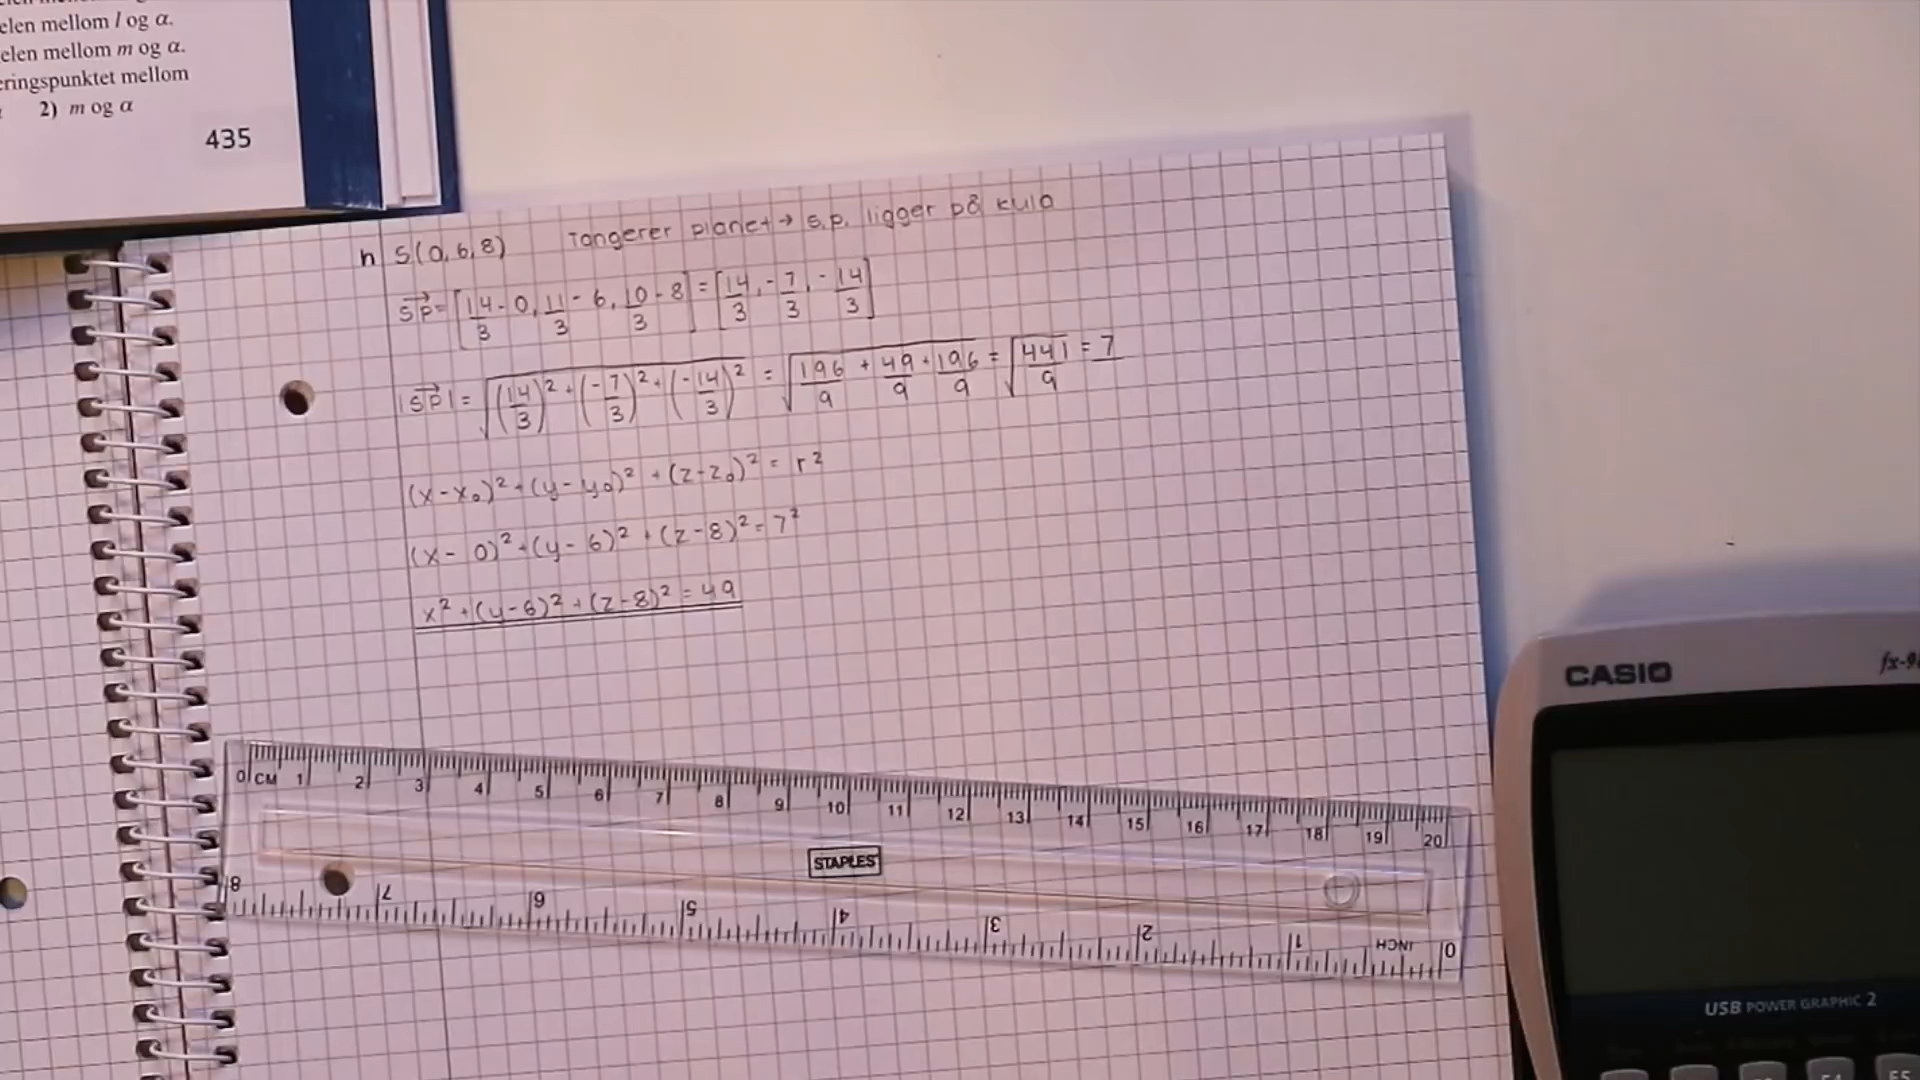 elen mellom l og α.
elen mellom m og α.
eringspunktet mellom
2) m og α
435
h S(0,6,8) Tangerer planet → s.p. ligger på kula
SP⃗ = [14/3 - 0, 11/3 - 6, 10/3 - 8] = [14/3, -7/3, -14/3]
|SP⃗| = √((14/3)² + (-7/3)² + (-14/3)²) = √(196/9 + 49/9 + 196/9) = √(441/9) = 7
(x-x₀)² + (y-y₀)² + (z-z₀)² = r²
(x-0)² + (y-6)² + (z-8)² = 7²
x² + (y-6)² + (z-8)² = 49
0 CM 1 2 3 4 5 6 7 8 9 10 11 12 13 14 15 16 17 18 19 20
STAPLES
8 7 6 5 4 3 2 1 INCH 0
CASIO
USB POWER GRAPHIC 2